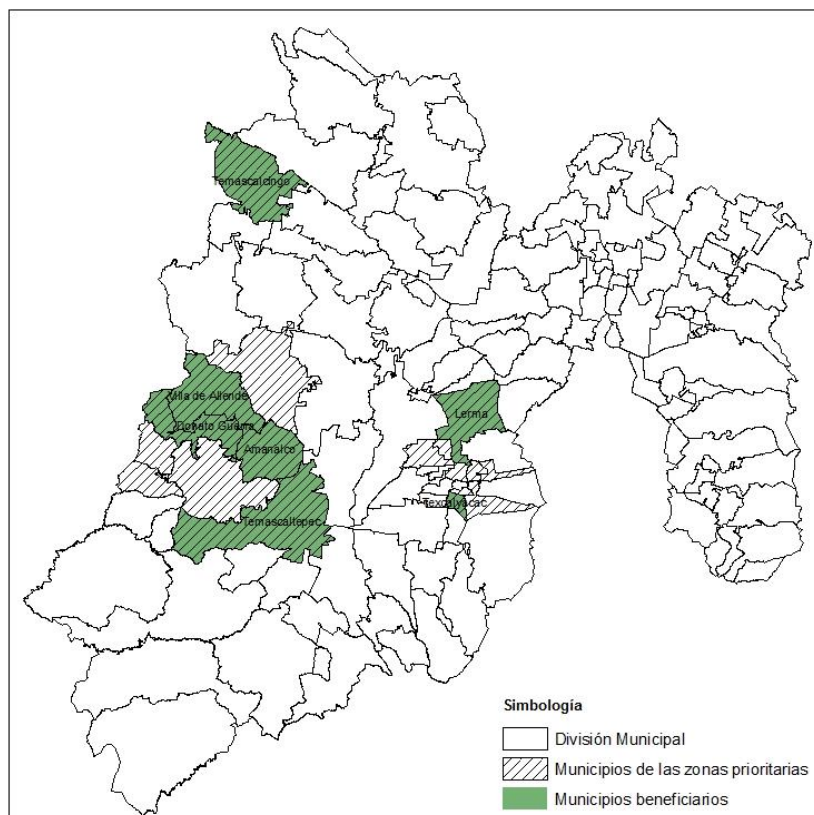 Temascalcingo
Villa de Allende
Donato Guerra
Amanalco
Lerma
Texcalyacac
Temascaltepec
Simbología
División Municipal
Municipios de las zonas prioritarias
Municipios beneficiarios